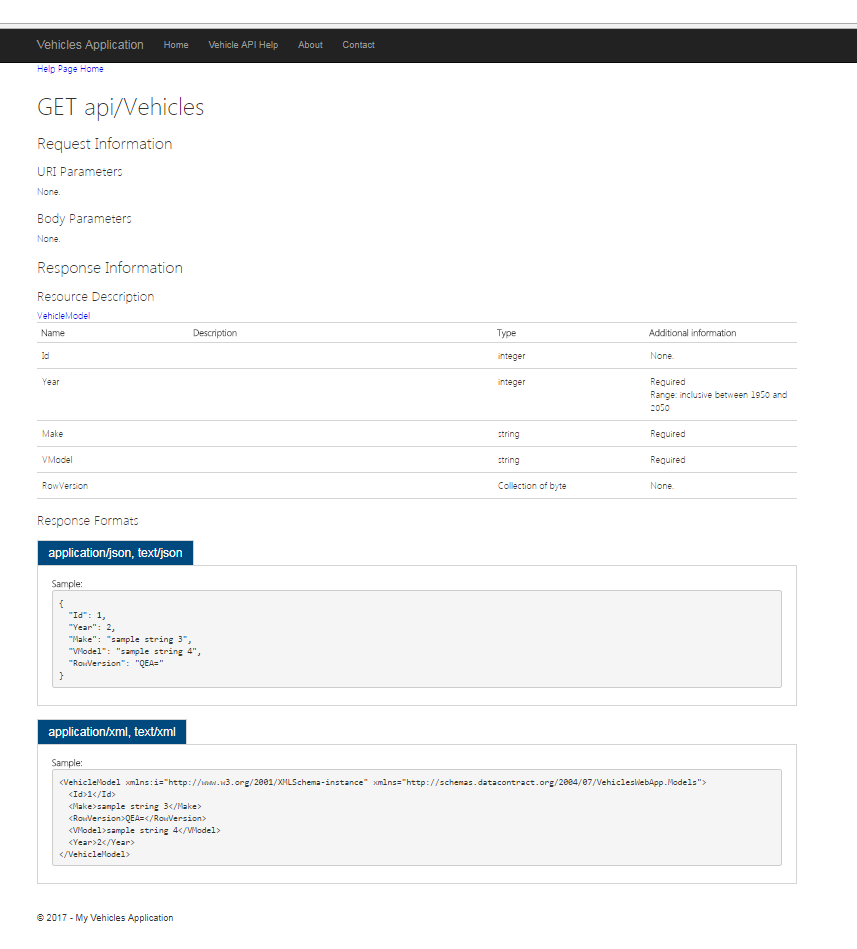 Vehicles Application Home Vehicle API Help About Contact
Help Page Home
GET api/Vehicles
Request Information
URI Parameters
None.
Body Parameters
None.
Response Information
Resource Description
VehicleModel
Name Description Type Additional information
Id integer None.
Year integer Required
Range: inclusive between 1950 and
2050
Make string Required
VModel string Required
RowVersion Collection of byte None.
Response Formats
application/json, text/json
Sample:
{
"Id": 1,
"Year": 2,
"Make": "sample string 3",
"VModel": "sample string 4",
"RowVersion": "QEA="
}
application/xml, text/xml
Sample:
<VehicleModel xmlns:i="http://www.w3.org/2001/XMLSchema-instance" xmlns="http://schemas.datacontract.org/2004/07/VehiclesWebApp.Models">
<Id>1</Id>
<Make>sample string 3</Make>
<RowVersion>QEA=</RowVersion>
<VModel>sample string 4</VModel>
<Year>2</Year>
</VehicleModel>
© 2017 - My Vehicles Application